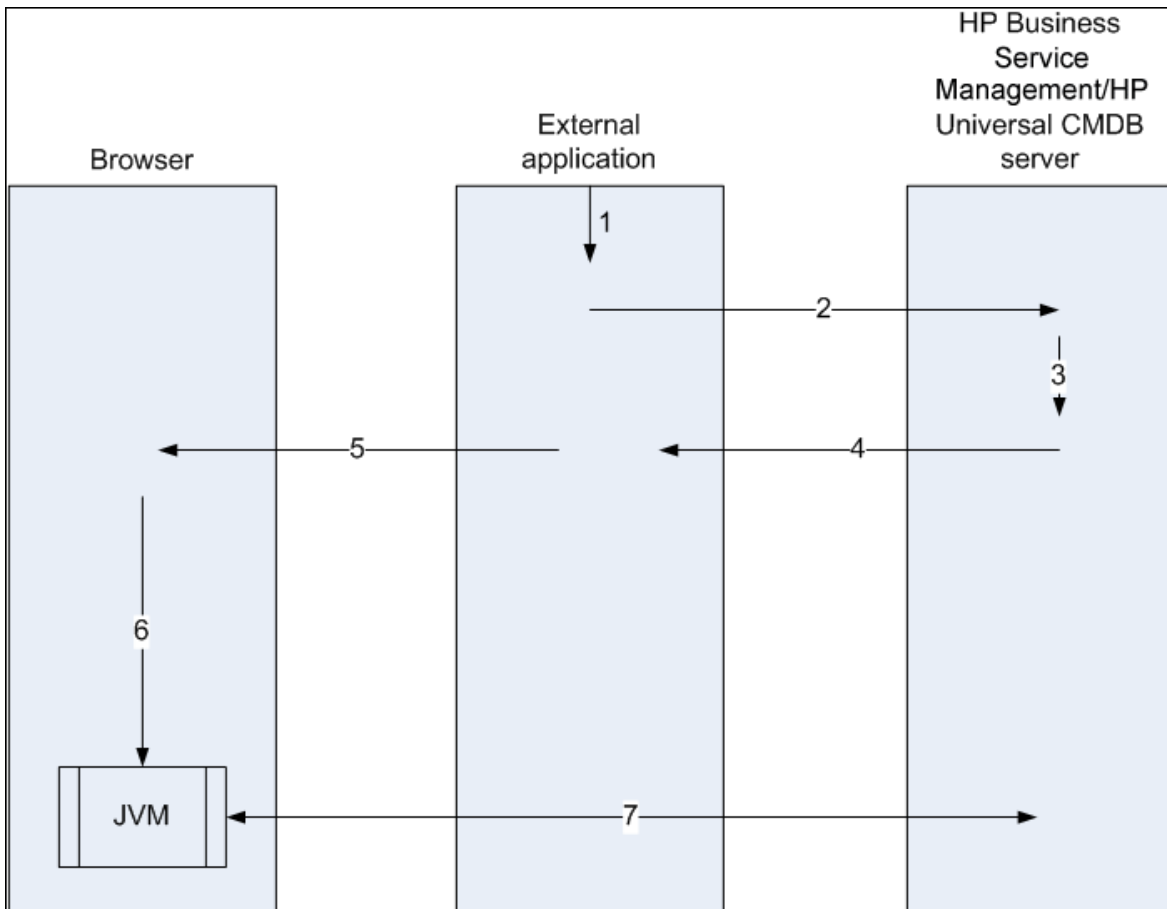 HP Business
Service
Management/HP
Universal CMDB
server
External
application
Browser
1
2
3
5
4
6
JVM
7